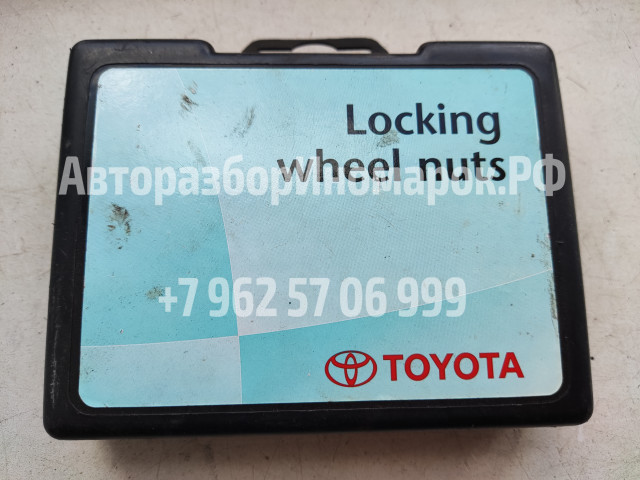 Locking
wheel nuts
АвторазборИномарок.РФ
+7 962 57 06 999
TOYOTA